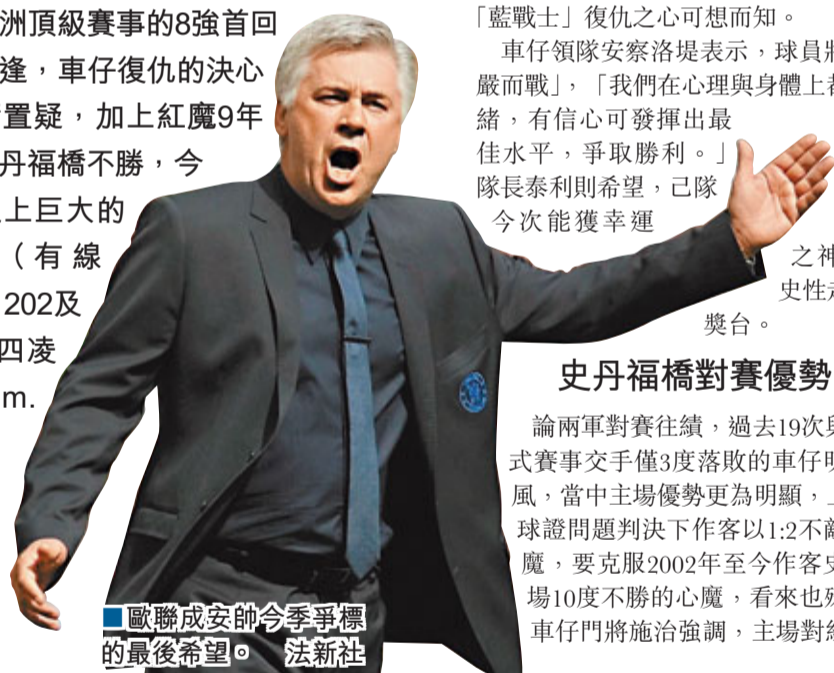 洲頂級賽事的8強首回
逢，車仔復仇的決心
置疑，加上紅魔9年
丹福橋不勝，今
上巨大的
（有線
202及
四凌
m.
「藍戰士」復仇之心可想而知。
車仔領隊安察洛堤表示，球員將
嚴而戰」，「我們在心理與身體上都
緒，有信心可發揮出最
佳水平，爭取勝利。」
隊長泰利則希望，己隊
今次能獲幸運
之神
史性走
獎台。
史丹福橋對賽優勢
論兩軍對賽往績，過去19次與
式賽事交手僅3度落敗的車仔明
風，當中主場優勢更為明顯，上
球證問題判決下作客以1:2不敵
魔，要克服2002年至今作客史
場10度不勝的心魔，看來也殊
車仔門將施治強調，主場對紅
■歐聯成安帥今季爭標
的最後希望。 法新社